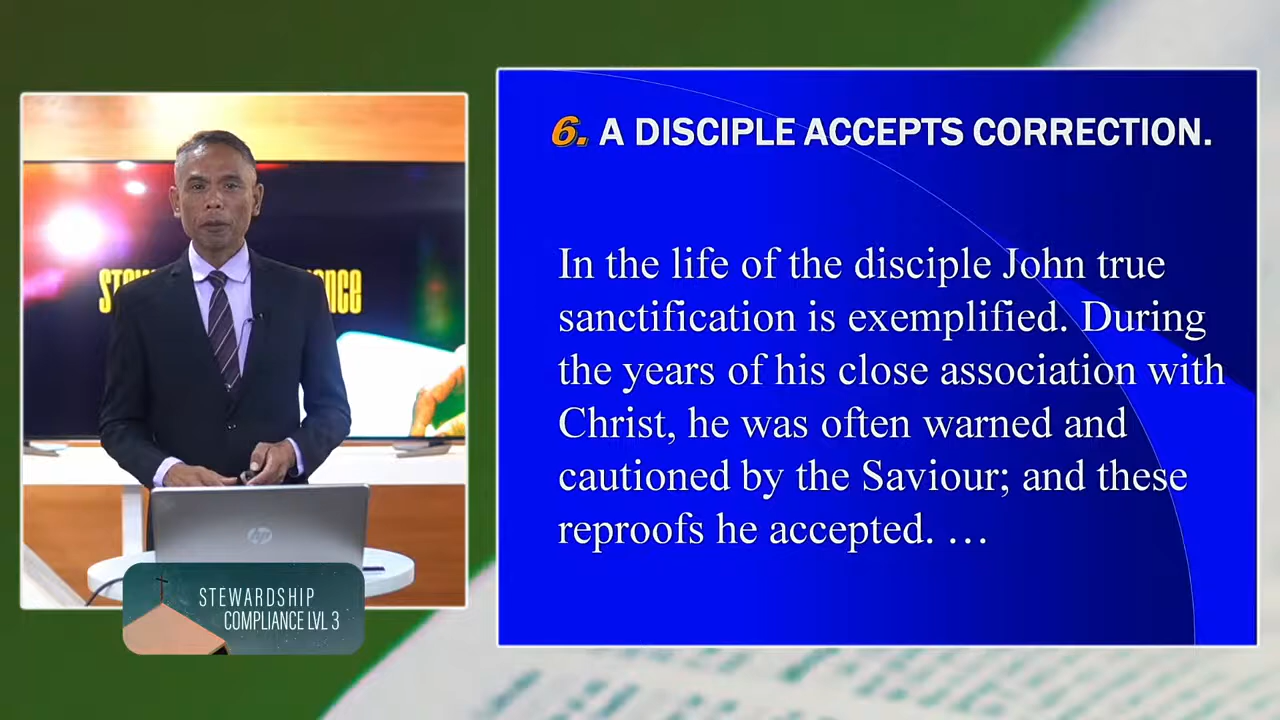 6. A DISCIPLE ACCEPTS CORRECTION.
In the life of the disciple John true
sanctification is exemplified. During
the years of his close association with
Christ, he was often warned and
cautioned by the Saviour; and these
reproofs he accepted. …
hp
STEWARDSHIP
COMPLIANCE LVL 3